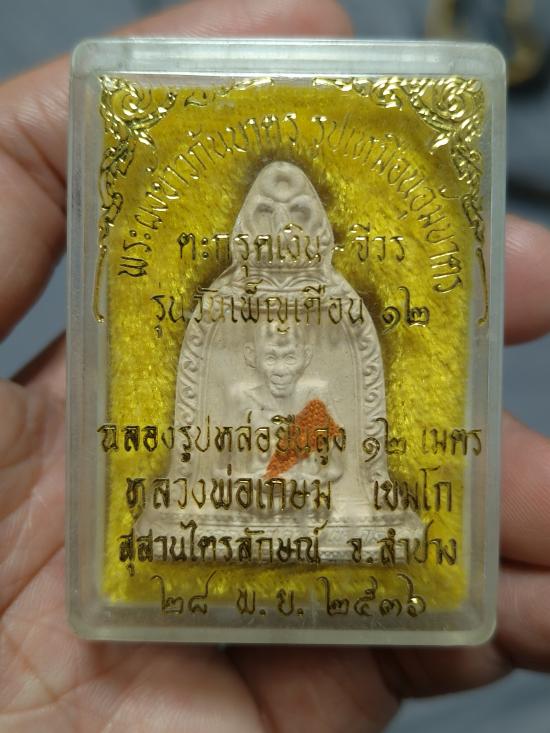 พระผงข้าวก้นบาตร รูปเหมือนอุ้มบาตร
ตะกรุดเงิน - จีวร
รุ่นวันเพ็ญเดือน ๑๒
ฉลองรูปหล่อยืนสูง ๑๒ เมตร
หลวงพ่อเกษม เขมโก
สุสานไตรลักษณ์ จ.ลำปาง
๒๘ พ.ย. ๒๕๓๖